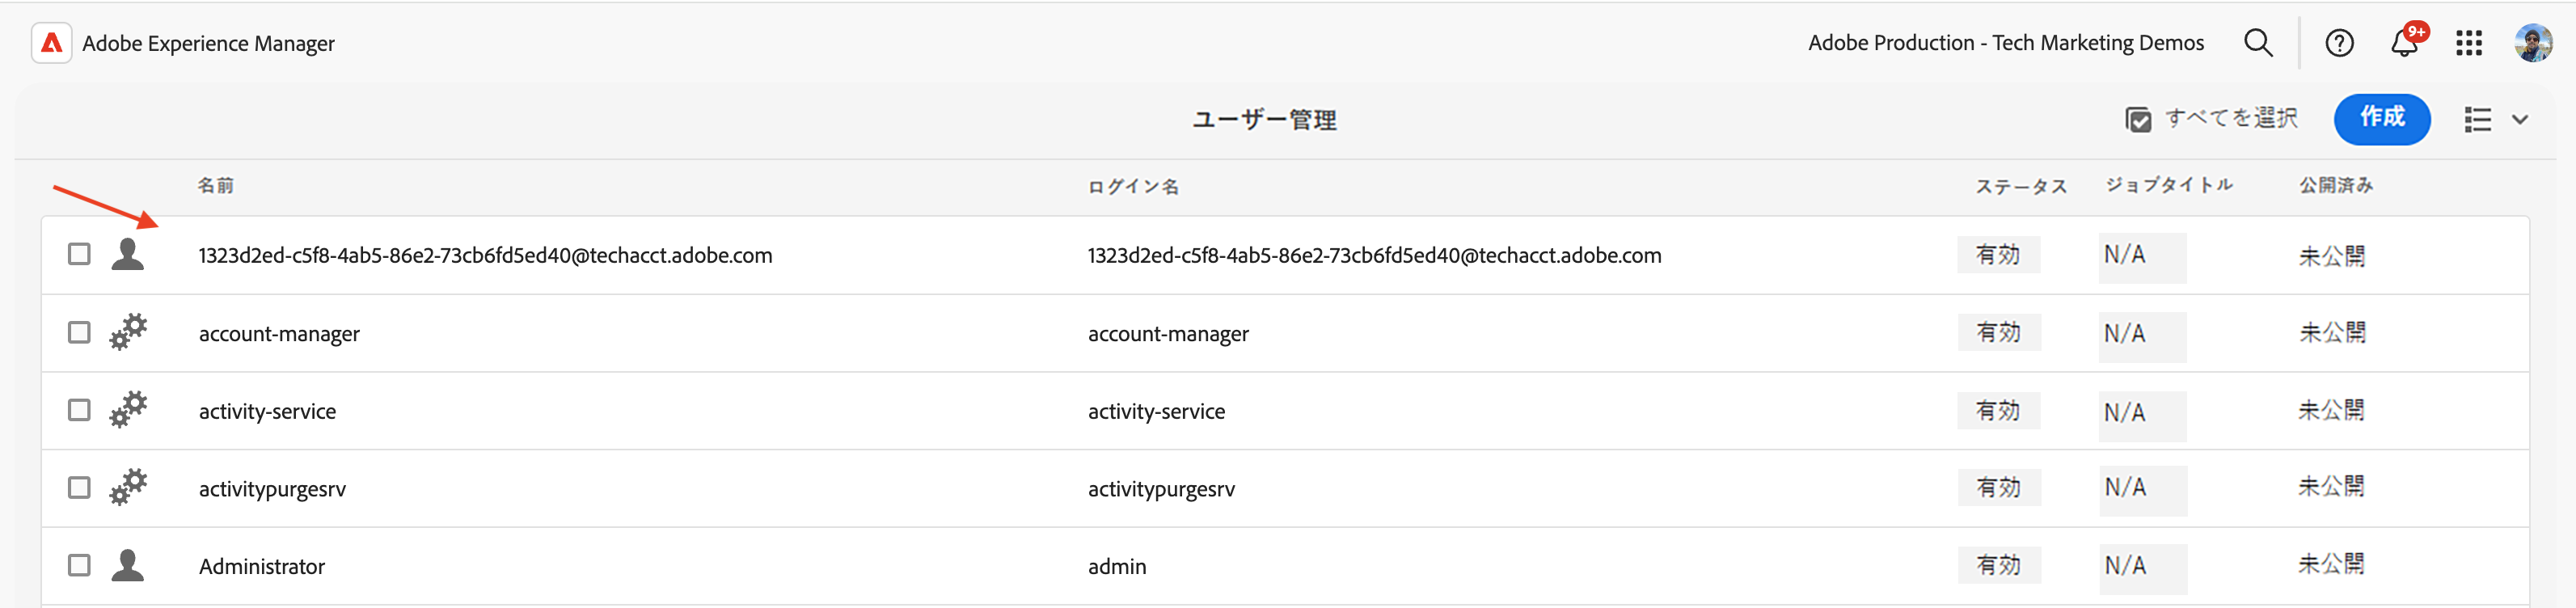 Adobe Experience Manager
Adobe Production - Tech Marketing Demos
9+
ユーザー管理
すべてを選択
作成
名前 ログイン名 ステータス ジョブタイトル 公開済み
1323d2ed-c5f8-4ab5-86e2-73cb6fd5ed40@techacct.adobe.com 1323d2ed-c5f8-4ab5-86e2-73cb6fd5ed40@techacct.adobe.com 有効 N/A 未公開
account-manager account-manager 有効 N/A 未公開
activity-service activity-service 有効 N/A 未公開
activitypurgesrv activitypurgesrv 有効 N/A 未公開
Administrator admin 有効 N/A 未公開